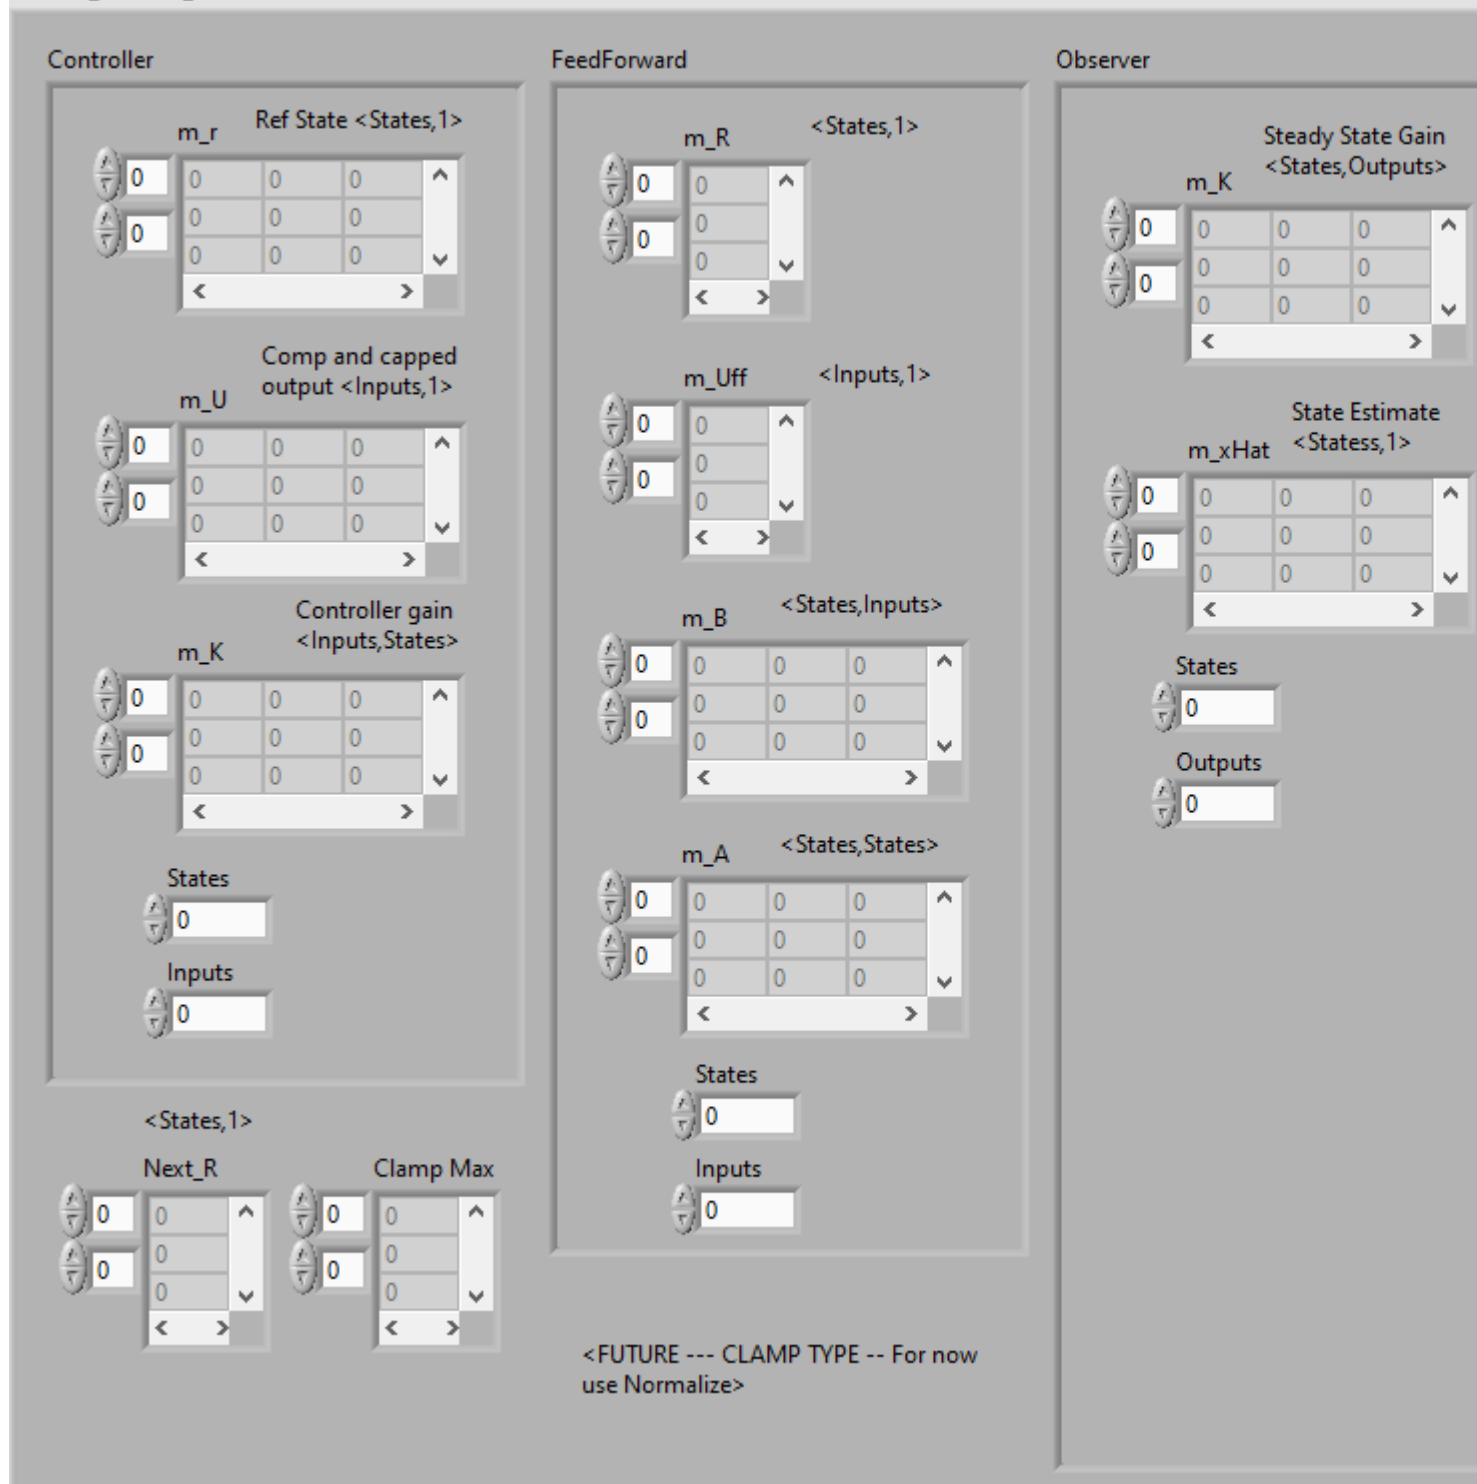 Controller
m_r
Ref State <States,1>
0
0
0 0 0
0 0 0
0 0 0
m_U
Comp and capped
output <Inputs,1>
0
0
0 0 0
0 0 0
0 0 0
m_K
Controller gain
<Inputs,States>
0
0
0 0 0
0 0 0
0 0 0
States
0
Inputs
0
<States,1>
Next_R
0
0
0
0
0
Clamp Max
0
0
0
0
0
FeedForward
m_R
<States,1>
0
0
0
0
0
m_Uff
<Inputs,1>
0
0
0
0
0
m_B
<States,Inputs>
0
0
0 0 0
0 0 0
0 0 0
m_A
<States,States>
0
0
0 0 0
0 0 0
0 0 0
States
0
Inputs
0
<FUTURE --- CLAMP TYPE -- For now
use Normalize>
Observer
Steady State Gain
<States,Outputs>
m_K
0
0
0 0 0
0 0 0
0 0 0
State Estimate
<Statess,1>
m_xHat
0
0
0 0 0
0 0 0
0 0 0
States
0
Outputs
0